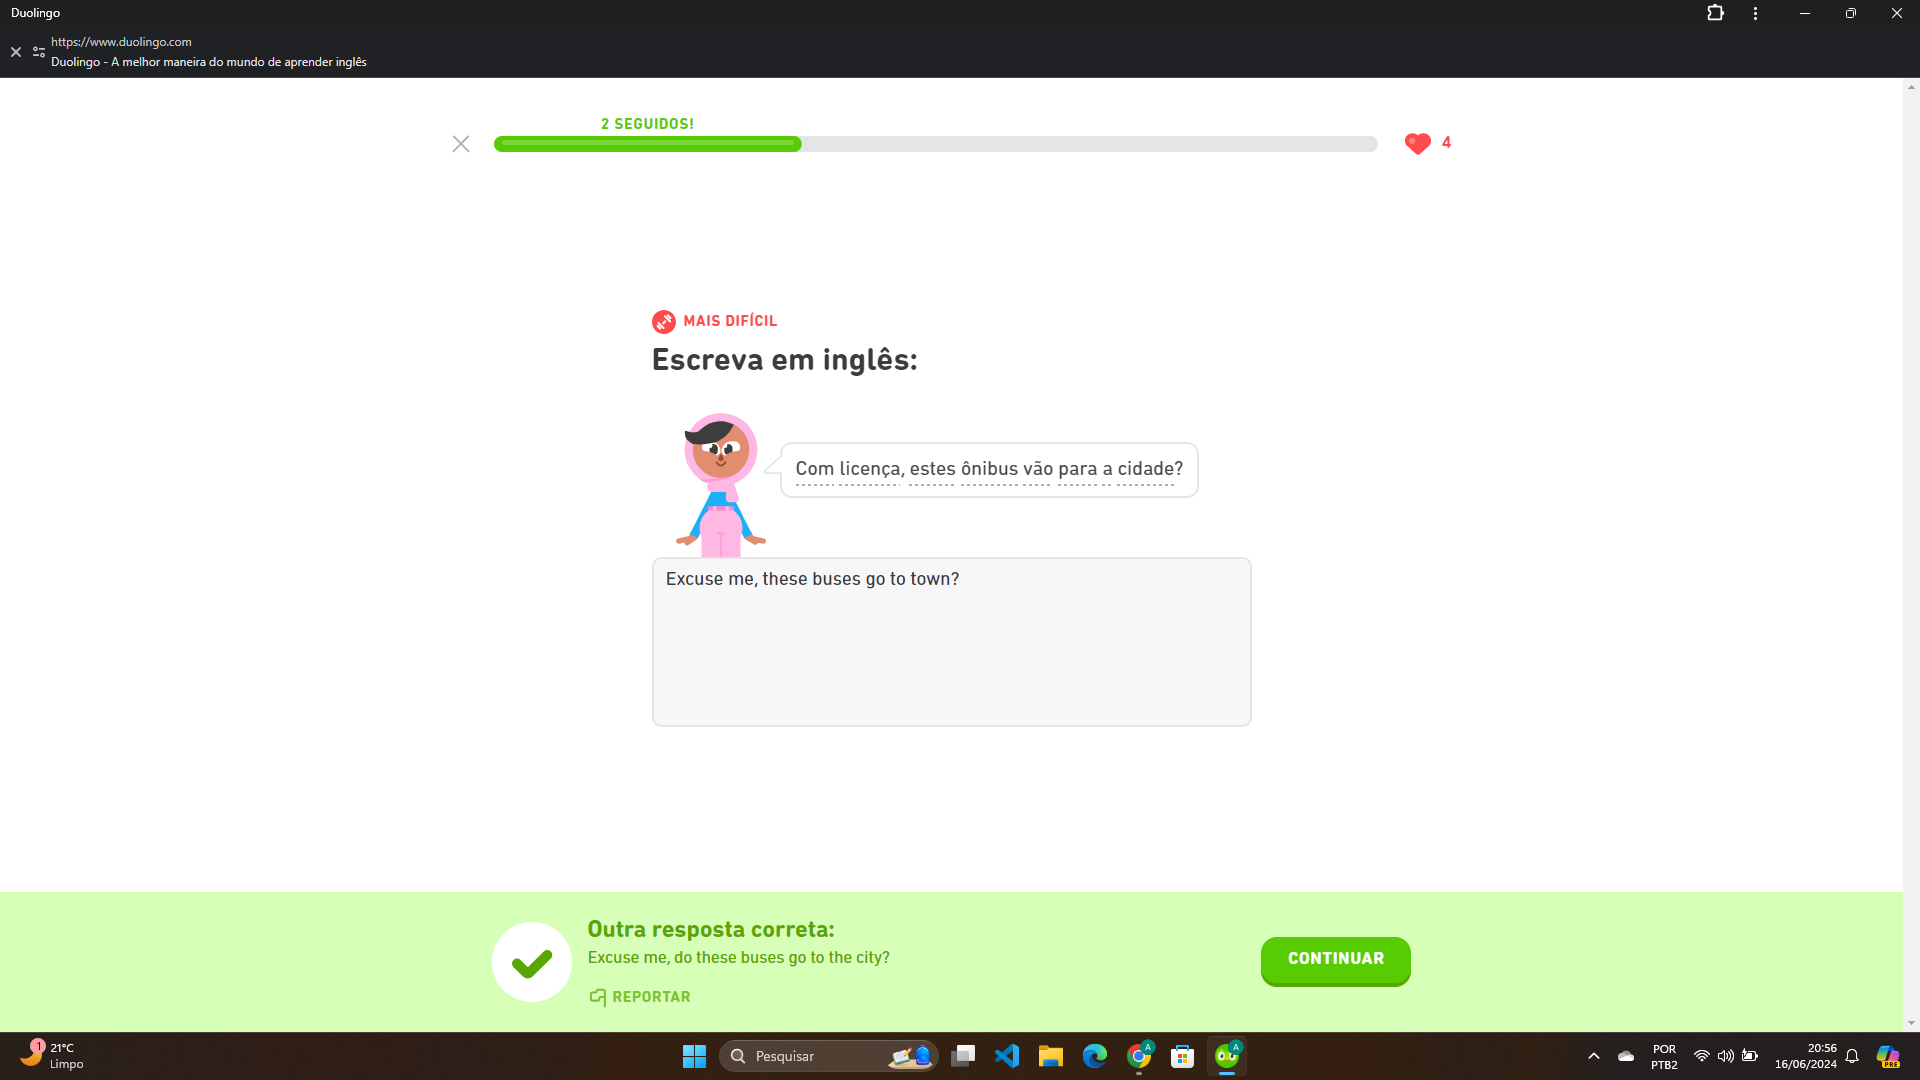 Duolingo
https://www.duolingo.com
Duolingo - A melhor maneira do mundo de aprender inglês
2 SEGUIDOS!
4
MAIS DIFÍCIL
Escreva em inglês:
Com licença, estes ônibus vão para a cidade?
Excuse me, these buses go to town?
Outra resposta correta:
Excuse me, do these buses go to the city?
REPORTAR
CONTINUAR
1
21°C
Limpo
Pesquisar
A
A
POR
PTB2
20:56
16/06/2024
PRE